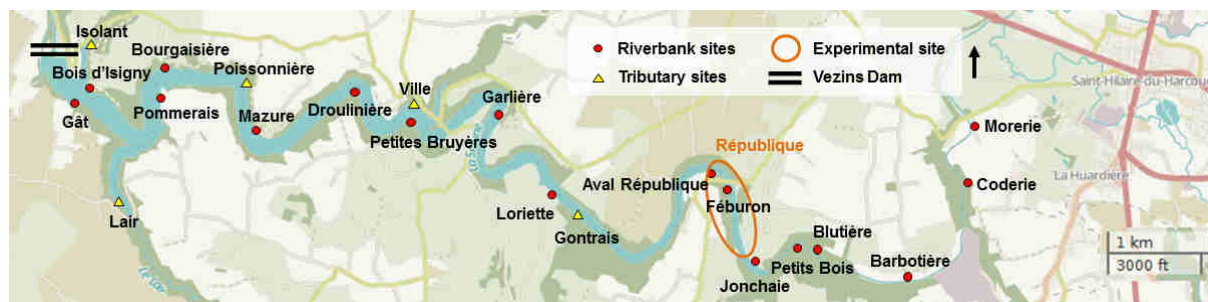 Isolant
Bourgaisière
Bois d'Isigny
Poissonnière
Gât
Pommerais
Mazure
Droulinière
Ville
Petites Bruyères
Garlière
Lair
Loriette
Gontrais
Riverbank sites
Experimental site
Tributary sites
Vezins Dam
République
Aval République
Féburon
Jonchaie
Petits Bois
Blutière
Barbotière
Morerie
Coderie
Saint-Hilaire-du-Harcou
La Huardière
1 km
3000 ft